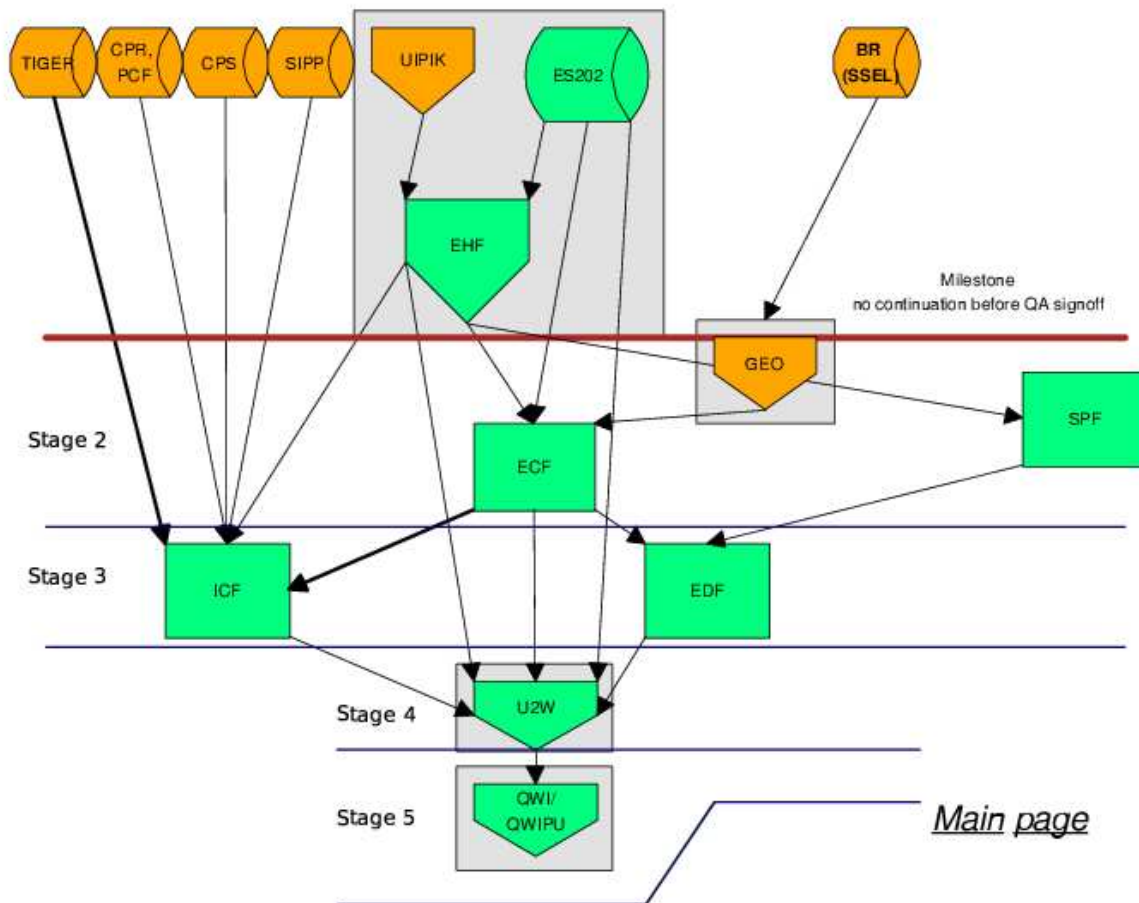 TIGER
CPR,
PCF
CPS
SIPP
UIPIK
ES202
BR
(SSEL)
EHF
Milestone
no continuation before QA signoff
GEO
SPF
Stage 2
ECF
Stage 3
ICF
EDF
Stage 4
U2W
Stage 5
QWI/
QWIPU
Main page